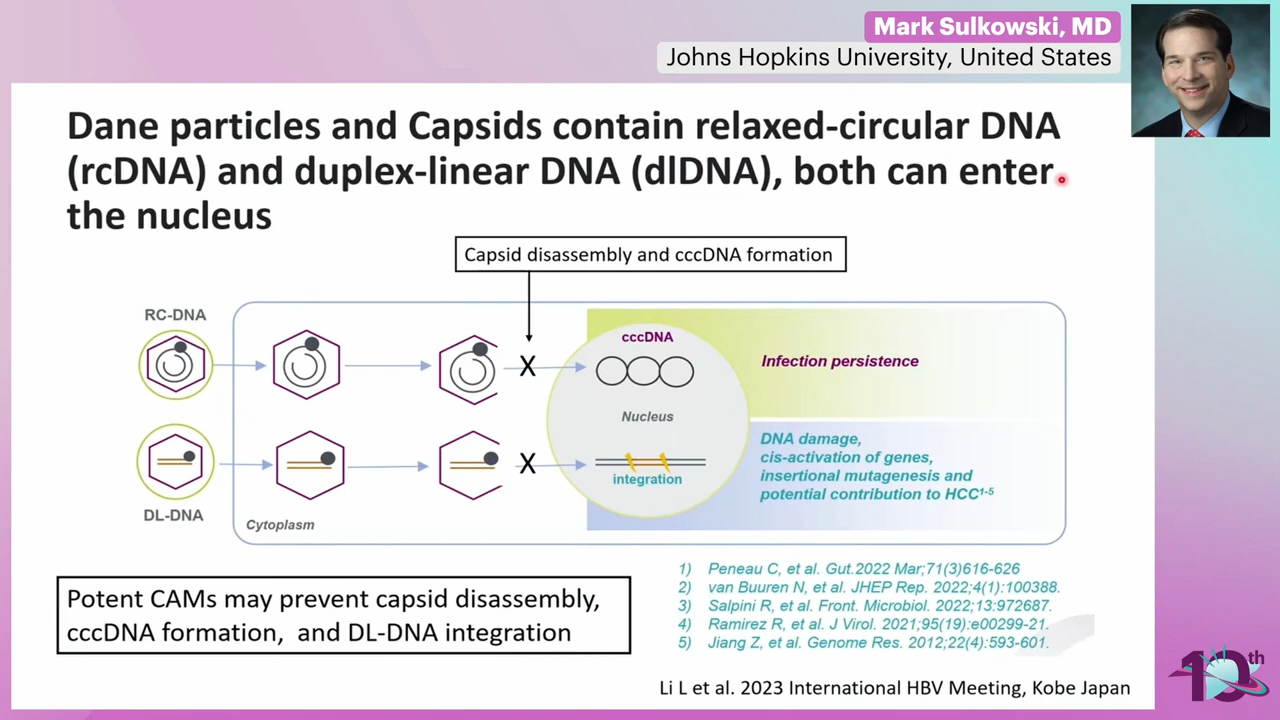 Mark Sulkowski, MD
Johns Hopkins University, United States
Dane particles and Capsids contain relaxed-circular DNA
(rcDNA) and duplex-linear DNA (dlDNA), both can enter
the nucleus
Capsid disassembly and cccDNA formation
RC-DNA
cccDNA
X
Infection persistence
Nucleus
DNA damage,
cis-activation of genes,
insertional mutagenesis and
potential contribution to HCC1-5
X
integration
DL-DNA
Cytoplasm
Potent CAMs may prevent capsid disassembly,
cccDNA formation, and DL-DNA integration
1) Peneau C, et al. Gut.2022 Mar;71(3)616-626
2) van Buuren N, et al. JHEP Rep. 2022;4(1):100388.
3) Salpini R, et al. Front. Microbiol. 2022;13:972687.
4) Ramirez R, et al. J Virol. 2021;95(19):e00299-21.
5) Jiang Z, et al. Genome Res. 2012;22(4):593-601.
Li L et al. 2023 International HBV Meeting, Kobe Japan
10th